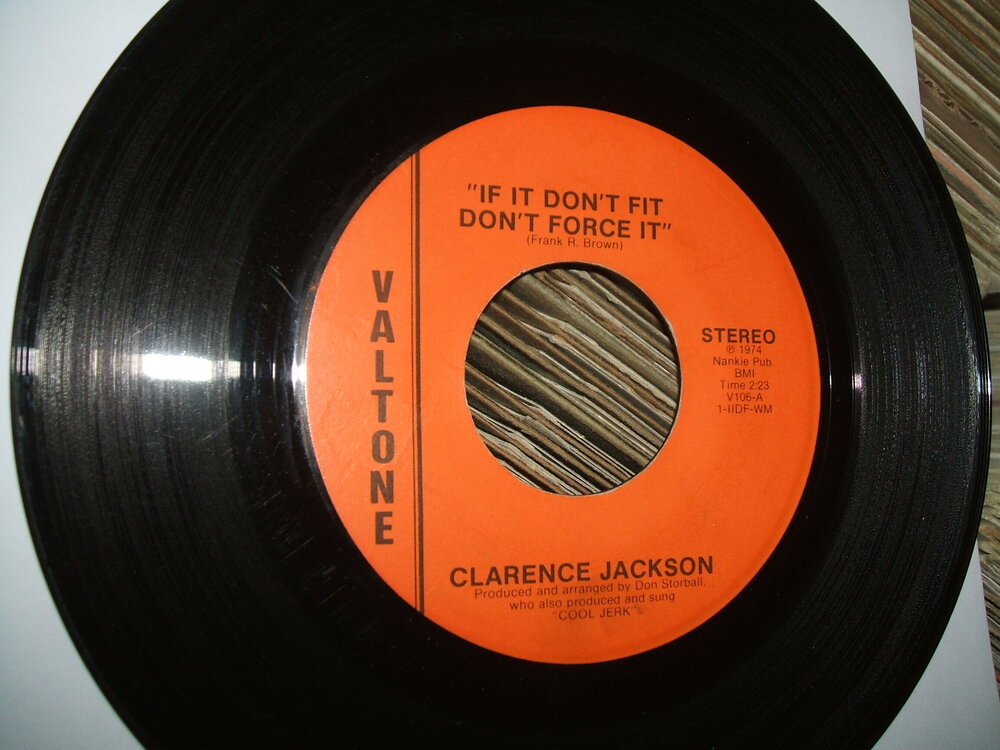 "IF IT DON'T FIT
DON'T FORCE IT"
(Frank R. Brown)
VALTONE
STEREO
℗ 1974
Nankie Pub.
BMI
Time 2:23
V106-A
1-IIDF-WM
CLARENCE JACKSON
Produced and arranged by Don Storball.
who also produced and sung
"COOL JERK"